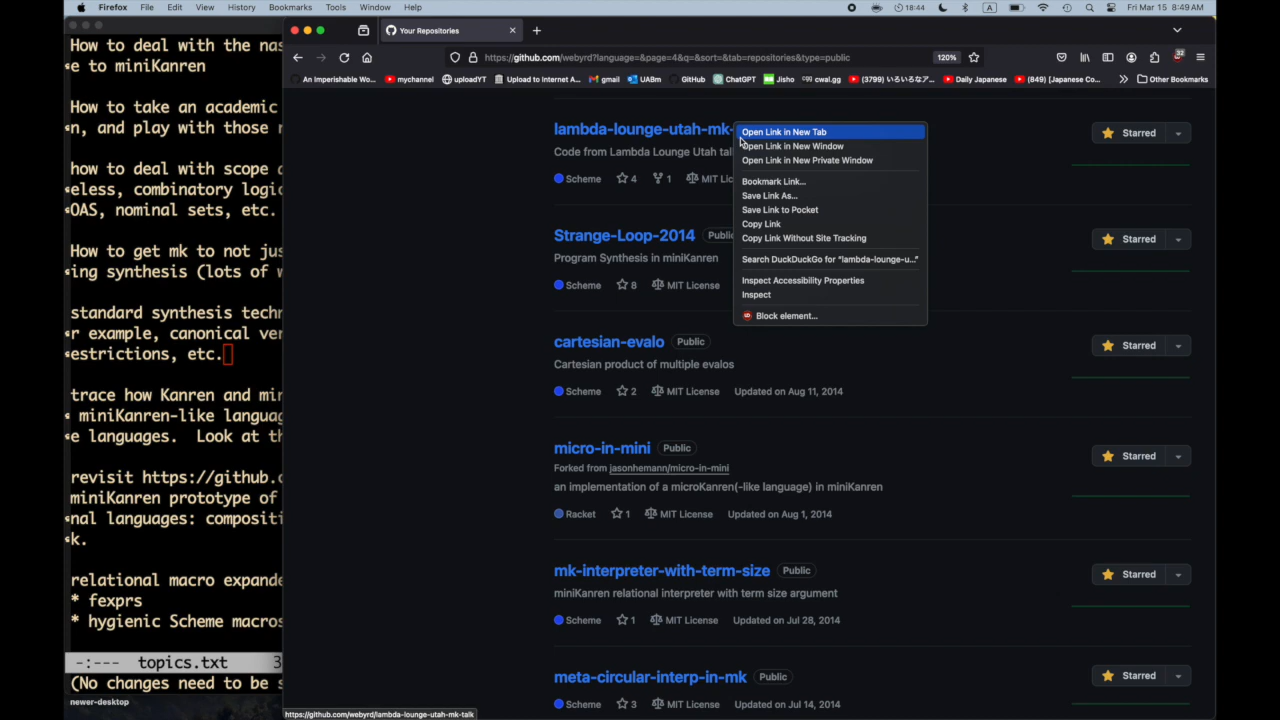 Firefox File Edit View History Bookmarks Tools Window Help 18:44 A Fri Mar 15 8:49 AM
Your Repositories
https://github.com/webyrd?language=&page=4&q=&sort=&tab=repositories&type=public 120% 32
An Imperishable Wo... mychannel uploadYT Upload to Internet A... gmail UABm GitHub ChatGPT Jisho cwal.gg (3799) いろいろなア... Daily Japanese (849) [Japanese Co... Other Bookmarks
How to deal with the nas
e to miniKanren
How to take an academic
n, and play with those
how to deal with scope
eless, combinatory logic
OAS, nominal sets, etc.
How to get mk to not jus
ing synthesis (lots of
standard synthesis techn
r example, canonical ver
estrictions, etc.
trace how Kanren and min
miniKanren-like languag
e languages. Look at th
revisit https://github.c
miniKanren prototype of
nal languages: compositi
k.
relational macro expande
* fexprs
* hygienic Scheme macros
-:--- topics.txt 3
(No changes need to be s
newer-desktop
lambda-lounge-utah-mk-
Code from Lambda Lounge Utah tal
Scheme 4 1 MIT Lic
Starred
Open Link in New Tab
Open Link in New Window
Open Link in New Private Window
Bookmark Link...
Save Link As...
Save Link to Pocket
Copy Link
Copy Link Without Site Tracking
Search DuckDuckGo for “lambda-lounge-u...”
Inspect Accessibility Properties
Inspect
Block element...
Strange-Loop-2014 Public
Program Synthesis in miniKanren
Scheme 8 MIT License
Starred
cartesian-evalo Public
Cartesian product of multiple evalos
Scheme 2 MIT License Updated on Aug 11, 2014
Starred
micro-in-mini Public
Forked from jasonhemann/micro-in-mini
an implementation of a microKanren(-like language) in miniKanren
Racket 1 MIT License Updated on Aug 1, 2014
Starred
mk-interpreter-with-term-size Public
miniKanren relational interpreter with term size argument
Scheme 1 MIT License Updated on Jul 28, 2014
Starred
meta-circular-interp-in-mk Public
Scheme 3 MIT License Updated on Jul 14, 2014
Starred
https://github.com/webyrd/lambda-lounge-utah-mk-talk